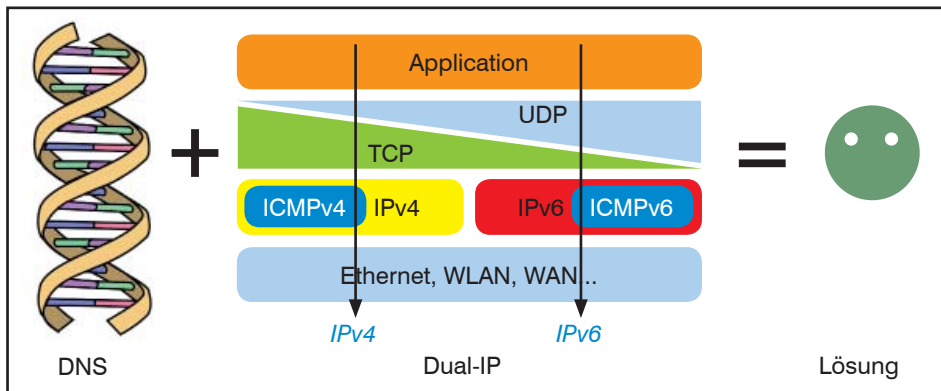 Application
UDP
TCP
ICMPv4 IPv4 IPv6 ICMPv6
Ethernet, WLAN, WAN...
IPv4 IPv6
DNS Dual-IP Lösung